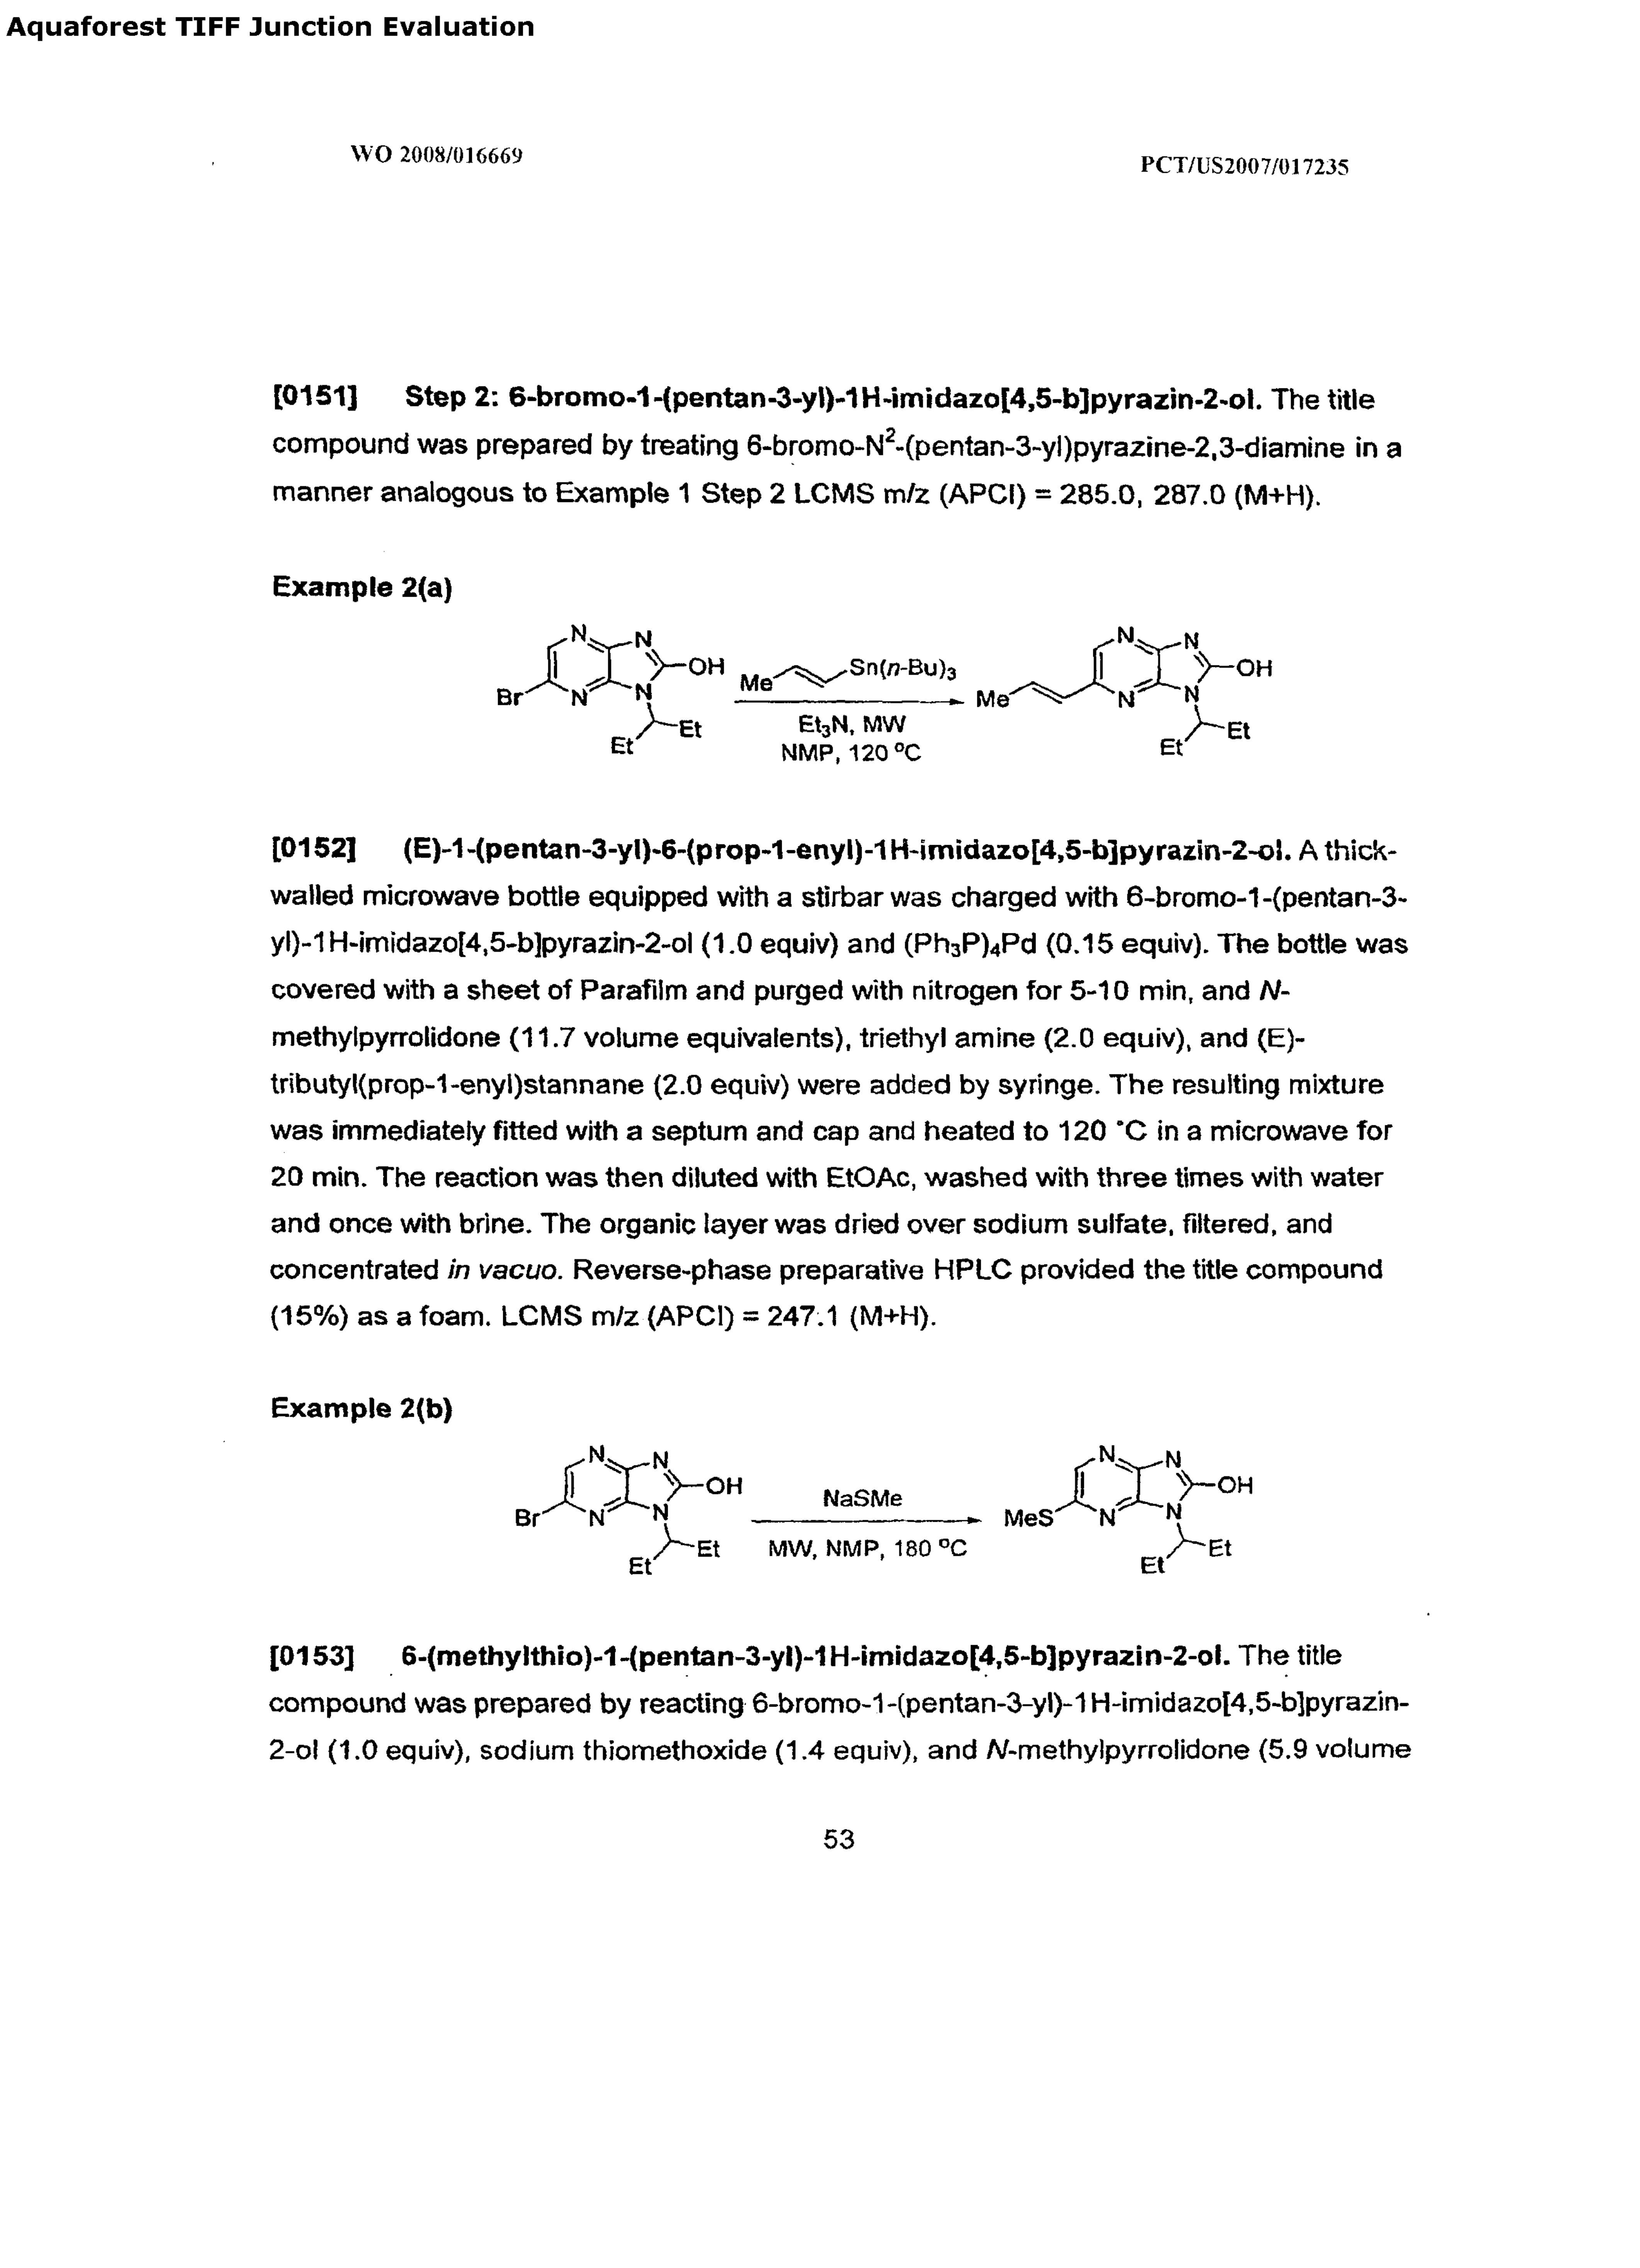 Aquaforest TIFF Junction Evaluation
WO 2008/016669
PCT/US2007/017235
[0151] Step 2: 6-bromo-1-(pentan-3-yl)-1H-imidazo[4,5-b]pyrazin-2-ol. The title
compound was prepared by treating 6-bromo-N²-(pentan-3-yl)pyrazine-2,3-diamine in a
manner analogous to Example 1 Step 2 LCMS m/z (APCI) = 285.0, 287.0 (M+H).
Example 2(a)
N N OH Br N N Et Et
Me Sn(n-Bu)₃
Et₃N, MW
NMP, 120 °C
N N OH Me N N Et Et
[0152] (E)-1-(pentan-3-yl)-6-(prop-1-enyl)-1H-imidazo[4,5-b]pyrazin-2-ol. A thick-
walled microwave bottle equipped with a stirbar was charged with 6-bromo-1-(pentan-3-
yl)-1H-imidazo[4,5-b]pyrazin-2-ol (1.0 equiv) and (Ph₃P)₄Pd (0.15 equiv). The bottle was
covered with a sheet of Parafilm and purged with nitrogen for 5-10 min, and N-
methylpyrrolidone (11.7 volume equivalents), triethyl amine (2.0 equiv), and (E)-
tributyl(prop-1-enyl)stannane (2.0 equiv) were added by syringe. The resulting mixture
was immediately fitted with a septum and cap and heated to 120 °C in a microwave for
20 min. The reaction was then diluted with EtOAc, washed with three times with water
and once with brine. The organic layer was dried over sodium sulfate, filtered, and
concentrated in vacuo. Reverse-phase preparative HPLC provided the title compound
(15%) as a foam. LCMS m/z (APCI) = 247.1 (M+H).
Example 2(b)
N N OH Br N N Et Et
NaSMe
MW, NMP, 180 °C
N N OH MeS N N Et Et
[0153] 6-(methylthio)-1-(pentan-3-yl)-1H-imidazo[4,5-b]pyrazin-2-ol. The title
compound was prepared by reacting 6-bromo-1-(pentan-3-yl)-1H-imidazo[4,5-b]pyrazin-
2-ol (1.0 equiv), sodium thiomethoxide (1.4 equiv), and N-methylpyrrolidone (5.9 volume
53